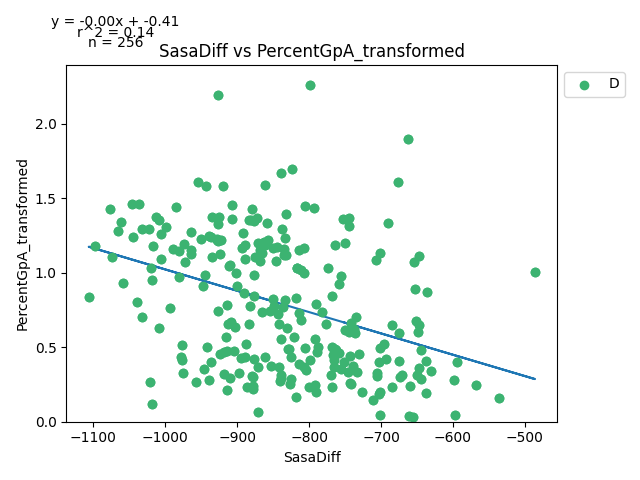 y = -0.00x + -0.41
r^2 = 0.14
n = 256
SasaDiff vs PercentGpA_transformed
D
PercentGpA_transformed
2.0
1.5
1.0
0.5
0.0
−1100 −1000 −900 −800 −700 −600 −500
SasaDiff